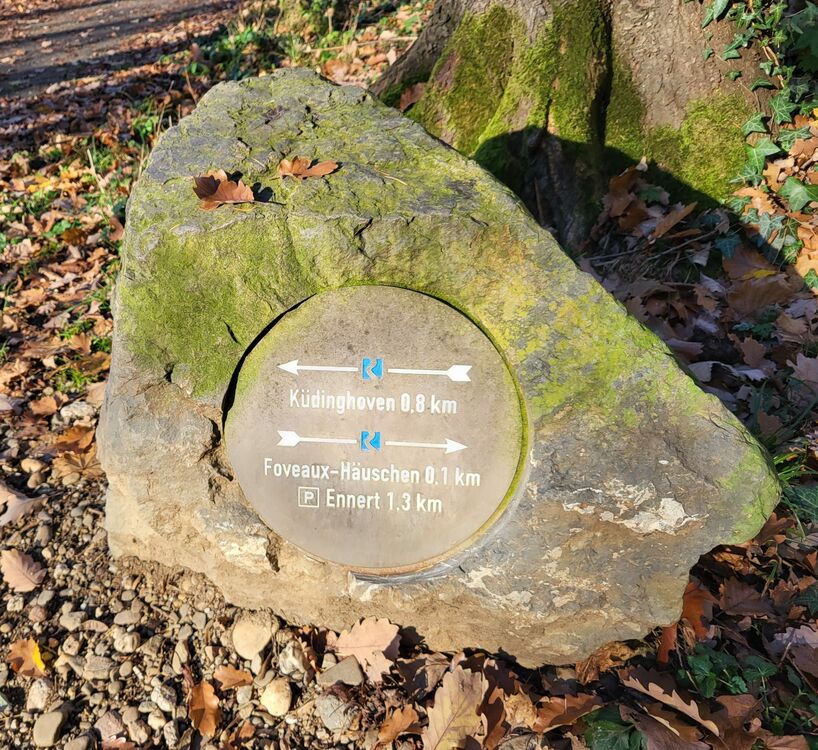 Küdinghoven 0,8 km
Foveaux-Häuschen 0,1 km
P Ennert 1,3 km